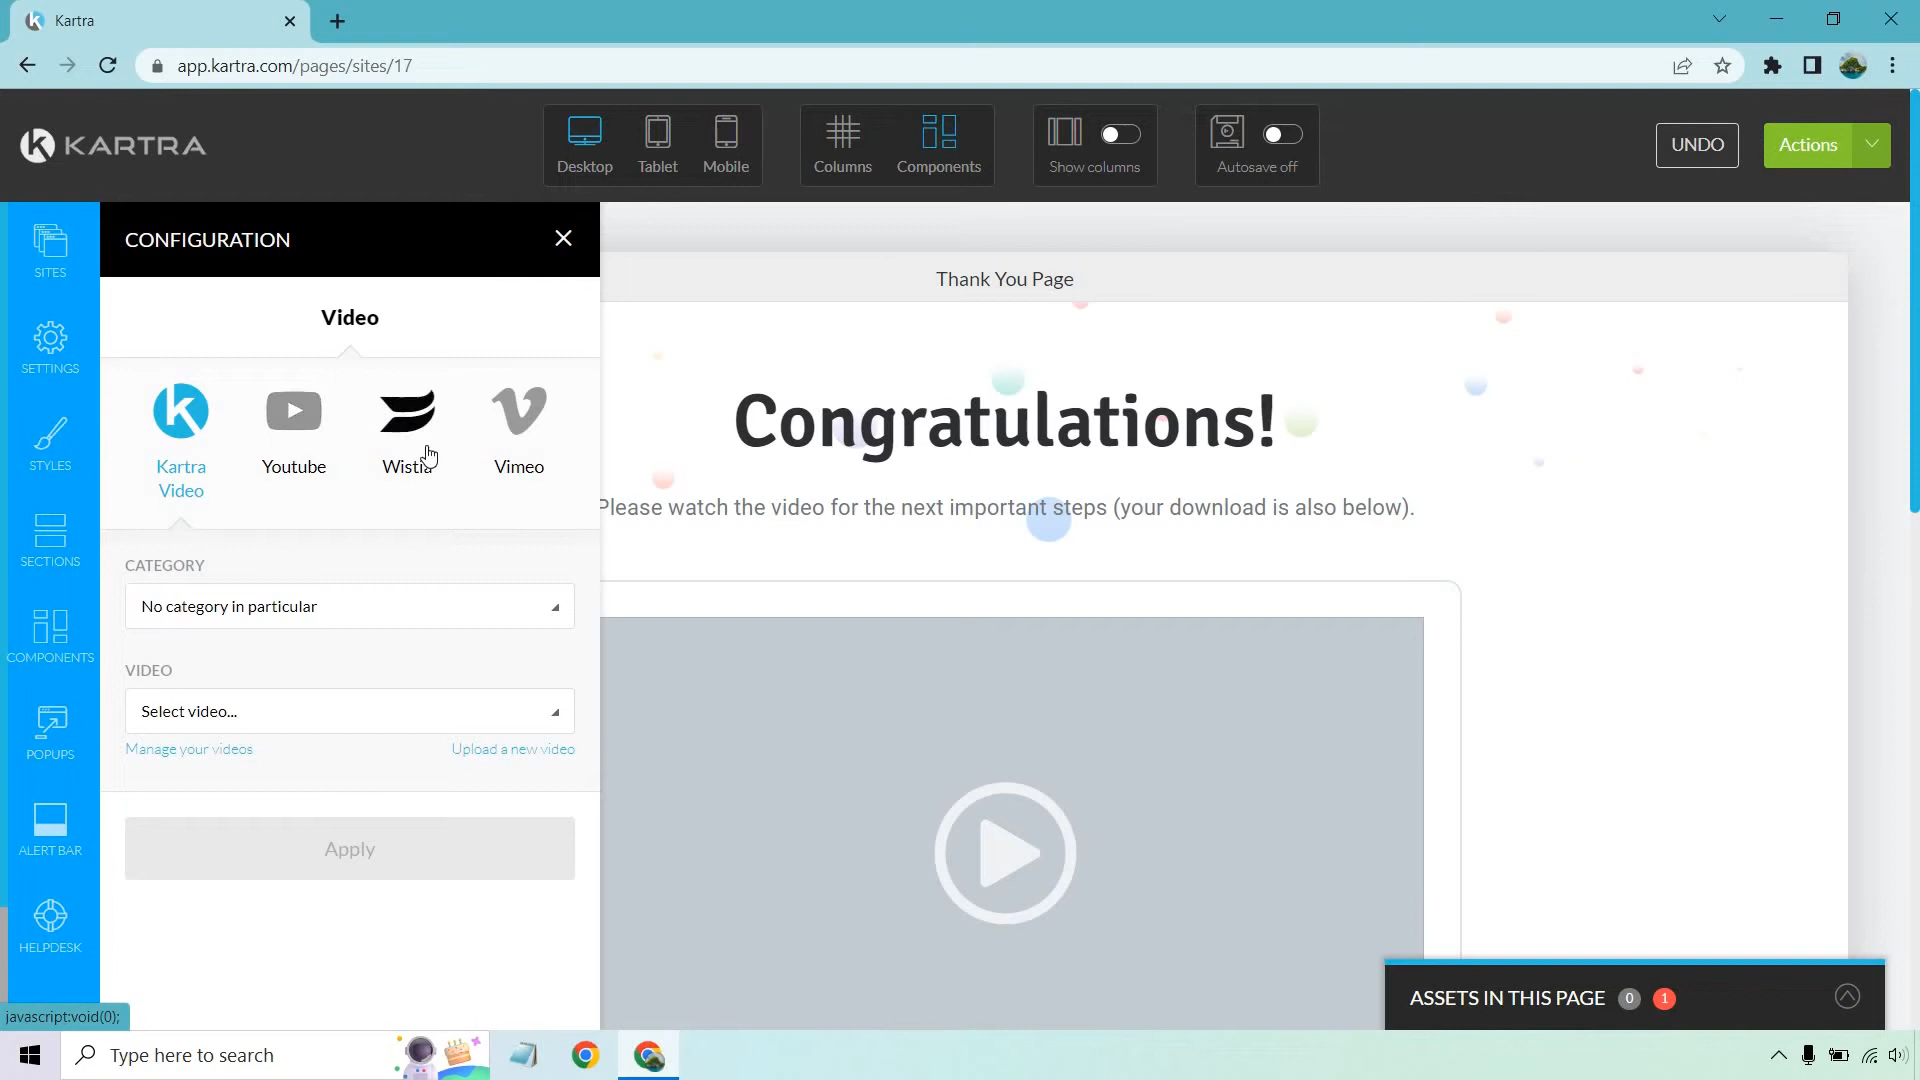 Kartra
app.kartra.com/pages/sites/17
KARTRA
Desktop
Tablet
Mobile
Columns
Components
Show columns
Autosave off
UNDO
Actions
SITES
SETTINGS
STYLES
SECTIONS
COMPONENTS
POPUPS
ALERT BAR
HELPDESK
CONFIGURATION
Video
Kartra
Video
Youtube
Wistia
Vimeo
CATEGORY
No category in particular
VIDEO
Select video...
Manage your videos
Upload a new video
Apply
Thank You Page
Congratulations!
Please watch the video for the next important steps (your download is also below).
ASSETS IN THIS PAGE 0 1
javascript:void(0);
Type here to search